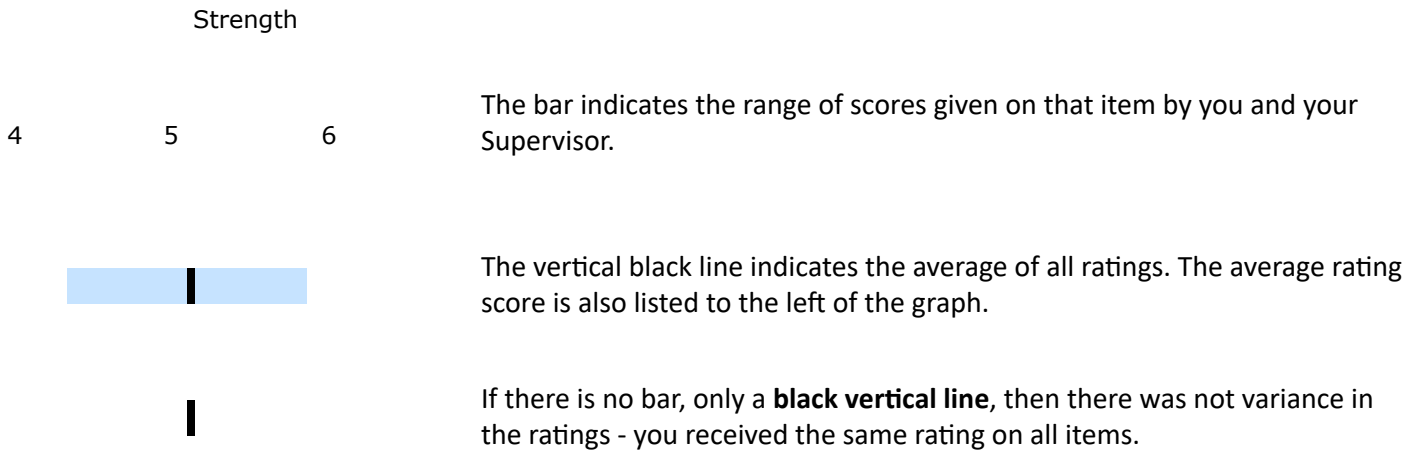 Strength
4 5 6
The bar indicates the range of scores given on that item by you and your
Supervisor.
The vertical black line indicates the average of all ratings. The average rating
score is also listed to the left of the graph.
If there is no bar, only a black vertical line, then there was not variance in
the ratings - you received the same rating on all items.